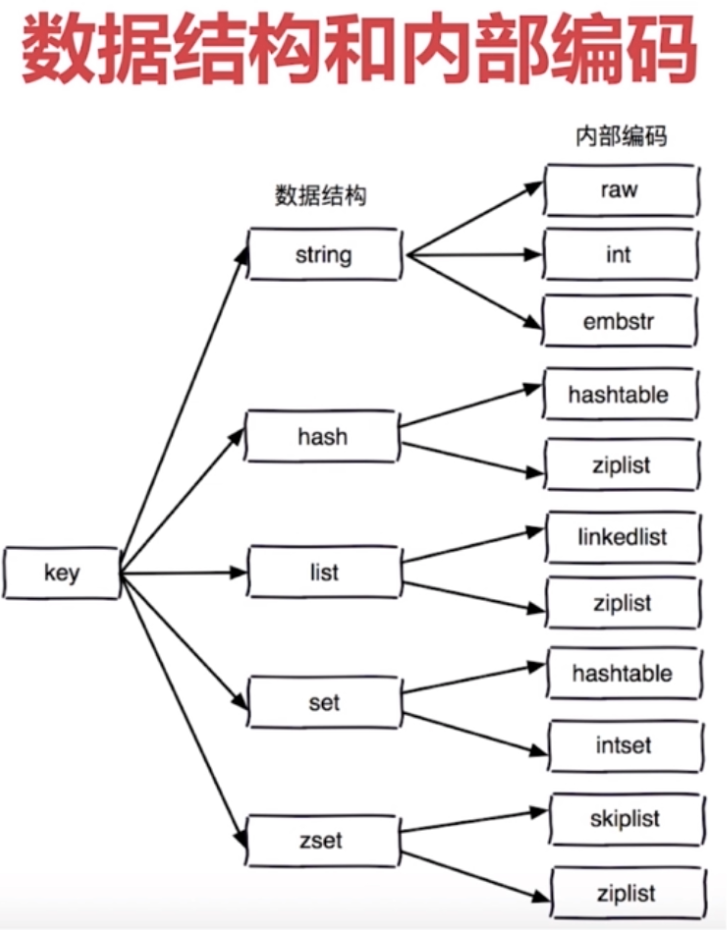 数据结构和内部编码
内部编码
数据结构
raw
string
int
embstr
hashtable
hash
ziplist
linkedlist
key
list
ziplist
hashtable
set
intset
skiplist
zset
ziplist